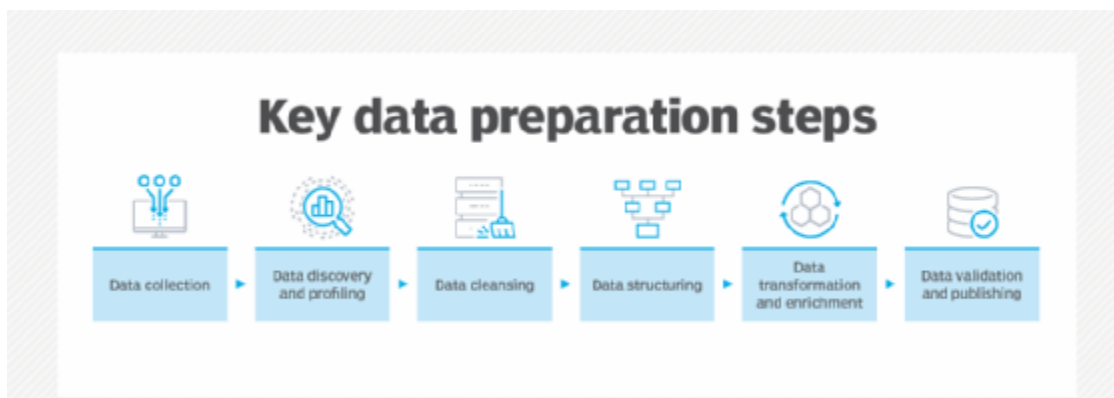 Key data preparation steps
Data collection
Data discovery
and profiling
Data cleansing
Data structuring
Data
transformation
and enrichment
Data validation
and publishing